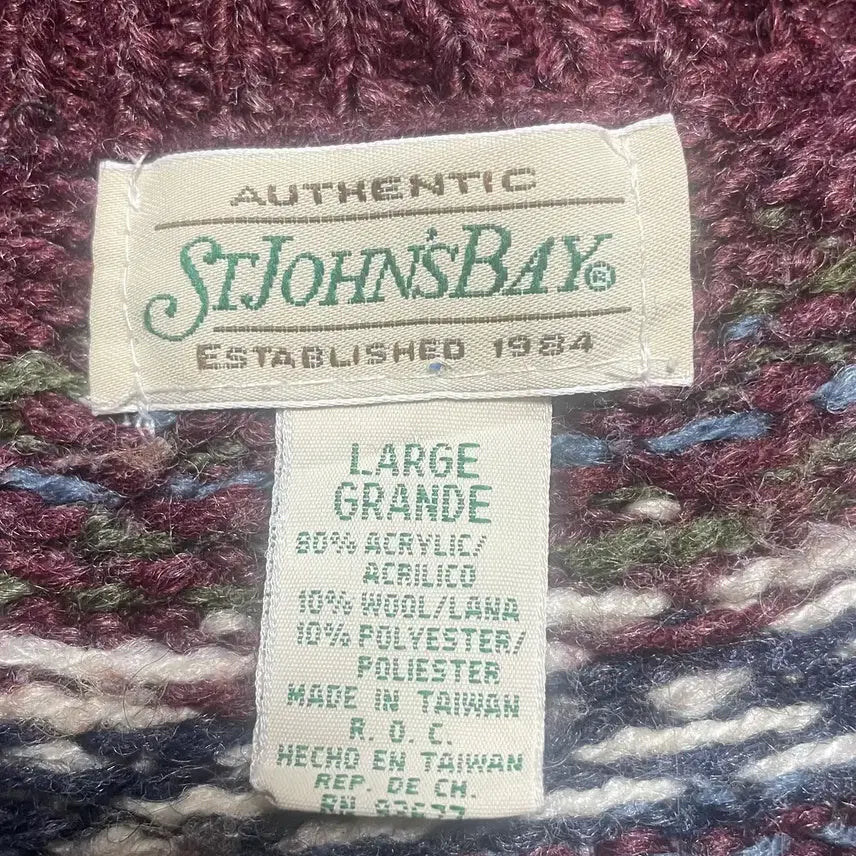 AUTHENTIC
ST JOHN'S BAY®
ESTABLISHED 1984
LARGE
GRANDE
80% ACRYLIC/
ACRILICO
10% WOOL/LANA
10% POLYESTER/
POLIESTER
MADE IN TAIWAN
R. O. C.
HECHO EN TAIWAN
REP. DE CH.
RN